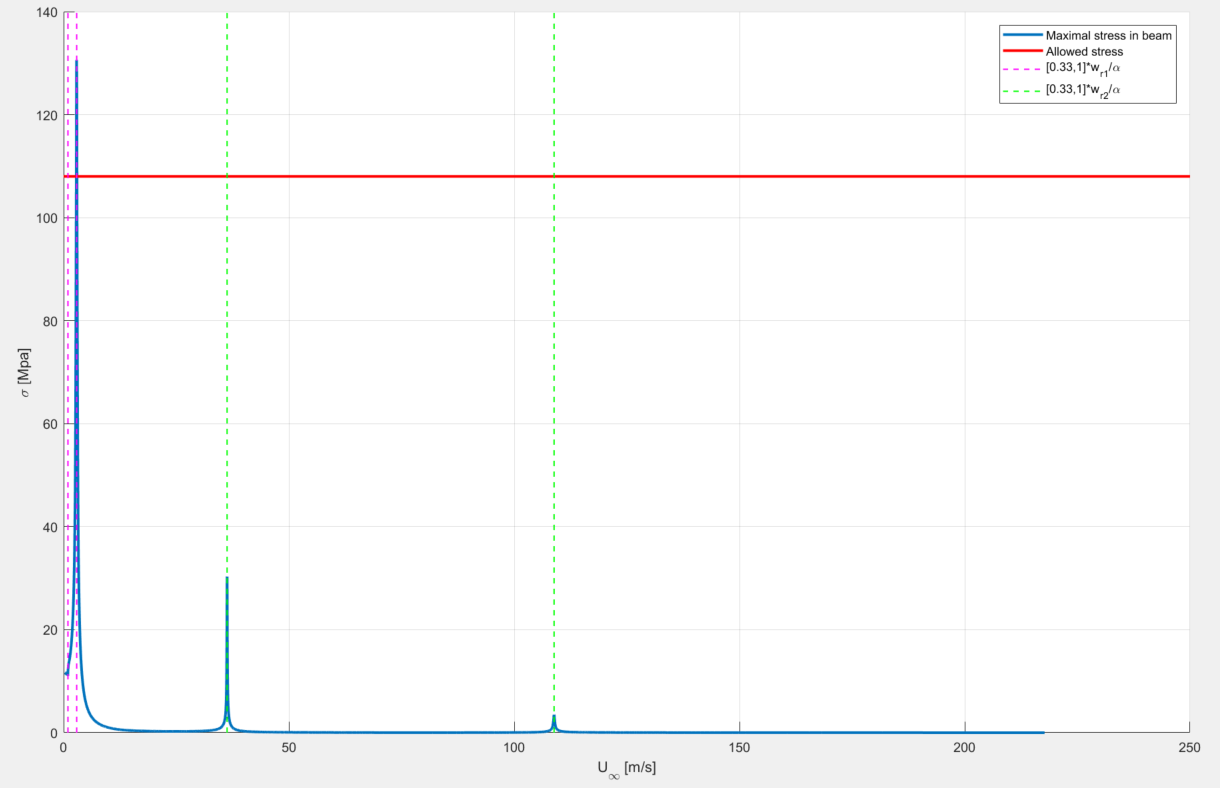 140
120
100
80
60
40
20
0
σ [Mpa]
0
50
100
150
200
250
U∞ [m/s]
Maximal stress in beam
Allowed stress
[0.33,1]*w_r1/α
[0.33,1]*w_r2/α